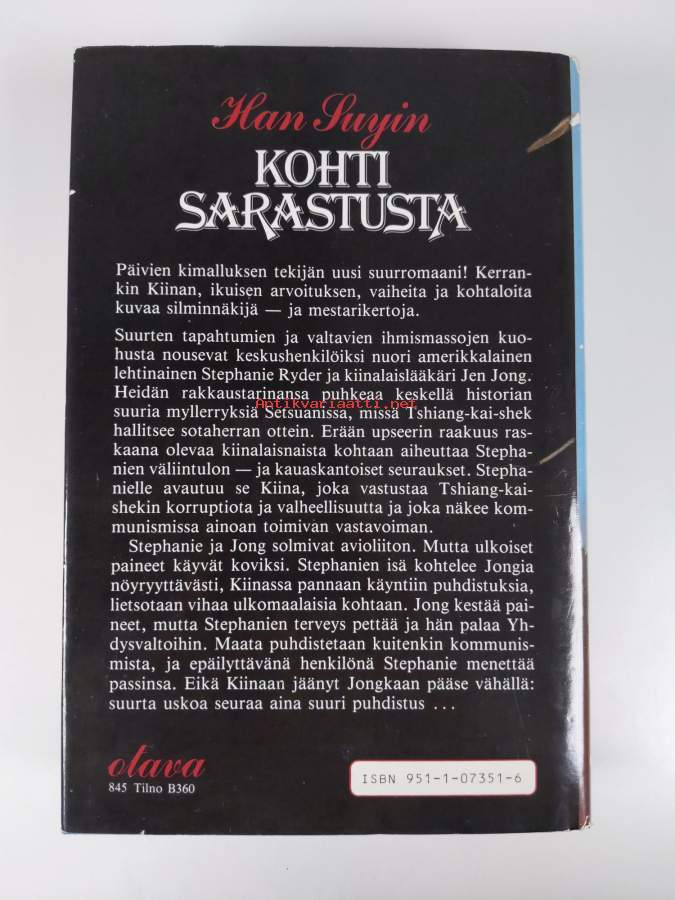 Han Suyin
KOHTI
SARASTUSTA
Päivien kimalluksen tekijän uusi suurromaani! Kerran-
kin Kiinan, ikuisen arvoituksen, vaiheita ja kohtaloita
kuvaa silminnäkijä — ja mestarikertoja.
Suurten tapahtumien ja valtavien ihmismassojen kuo-
husta nousevat keskushenkilöiksi nuori amerikkalainen
lehtinainen Stephanie Ryder ja kiinalaislääkäri Jen Jong.
Heidän rakkaustarinansa puhkeaa keskellä historian
Antikvariaatti.net
suuria myllerryksiä Setsuanissa, missä Tshiang-kai-shek
hallitsee sotaherran ottein. Erään upseerin raakuus ras-
kaana olevaa kiinalaisnaista kohtaan aiheuttaa Stepha-
nien väliintulon — ja kauaskantoiset seuraukset. Stepha-
nielle avautuu se Kiina, joka vastustaa Tshiang-kai-
shekin korruptiota ja valheellisuutta ja joka näkee kom-
munismissa ainoan toimivan vastavoiman.
Stephanie ja Jong solmivat avioliiton. Mutta ulkoiset
paineet käyvät koviksi. Stephanien isä kohtelee Jongia
nöyryyttävästi, Kiinassa pannaan käyntiin puhdistuksia,
lietsotaan vihaa ulkomaalaisia kohtaan. Jong kestää pai-
neet, mutta Stephanien terveys pettää ja hän palaa Yh-
dysvaltoihin. Maata puhdistetaan kuitenkin kommunis-
mista, ja epäilyttävänä henkilönä Stephanie menettää
passinsa. Eikä Kiinaan jäänyt Jongkaan pääse vähällä:
suurta uskoa seuraa aina suuri puhdistus ...
otava
845 Tilno B360
ISBN 951-1-07351-6